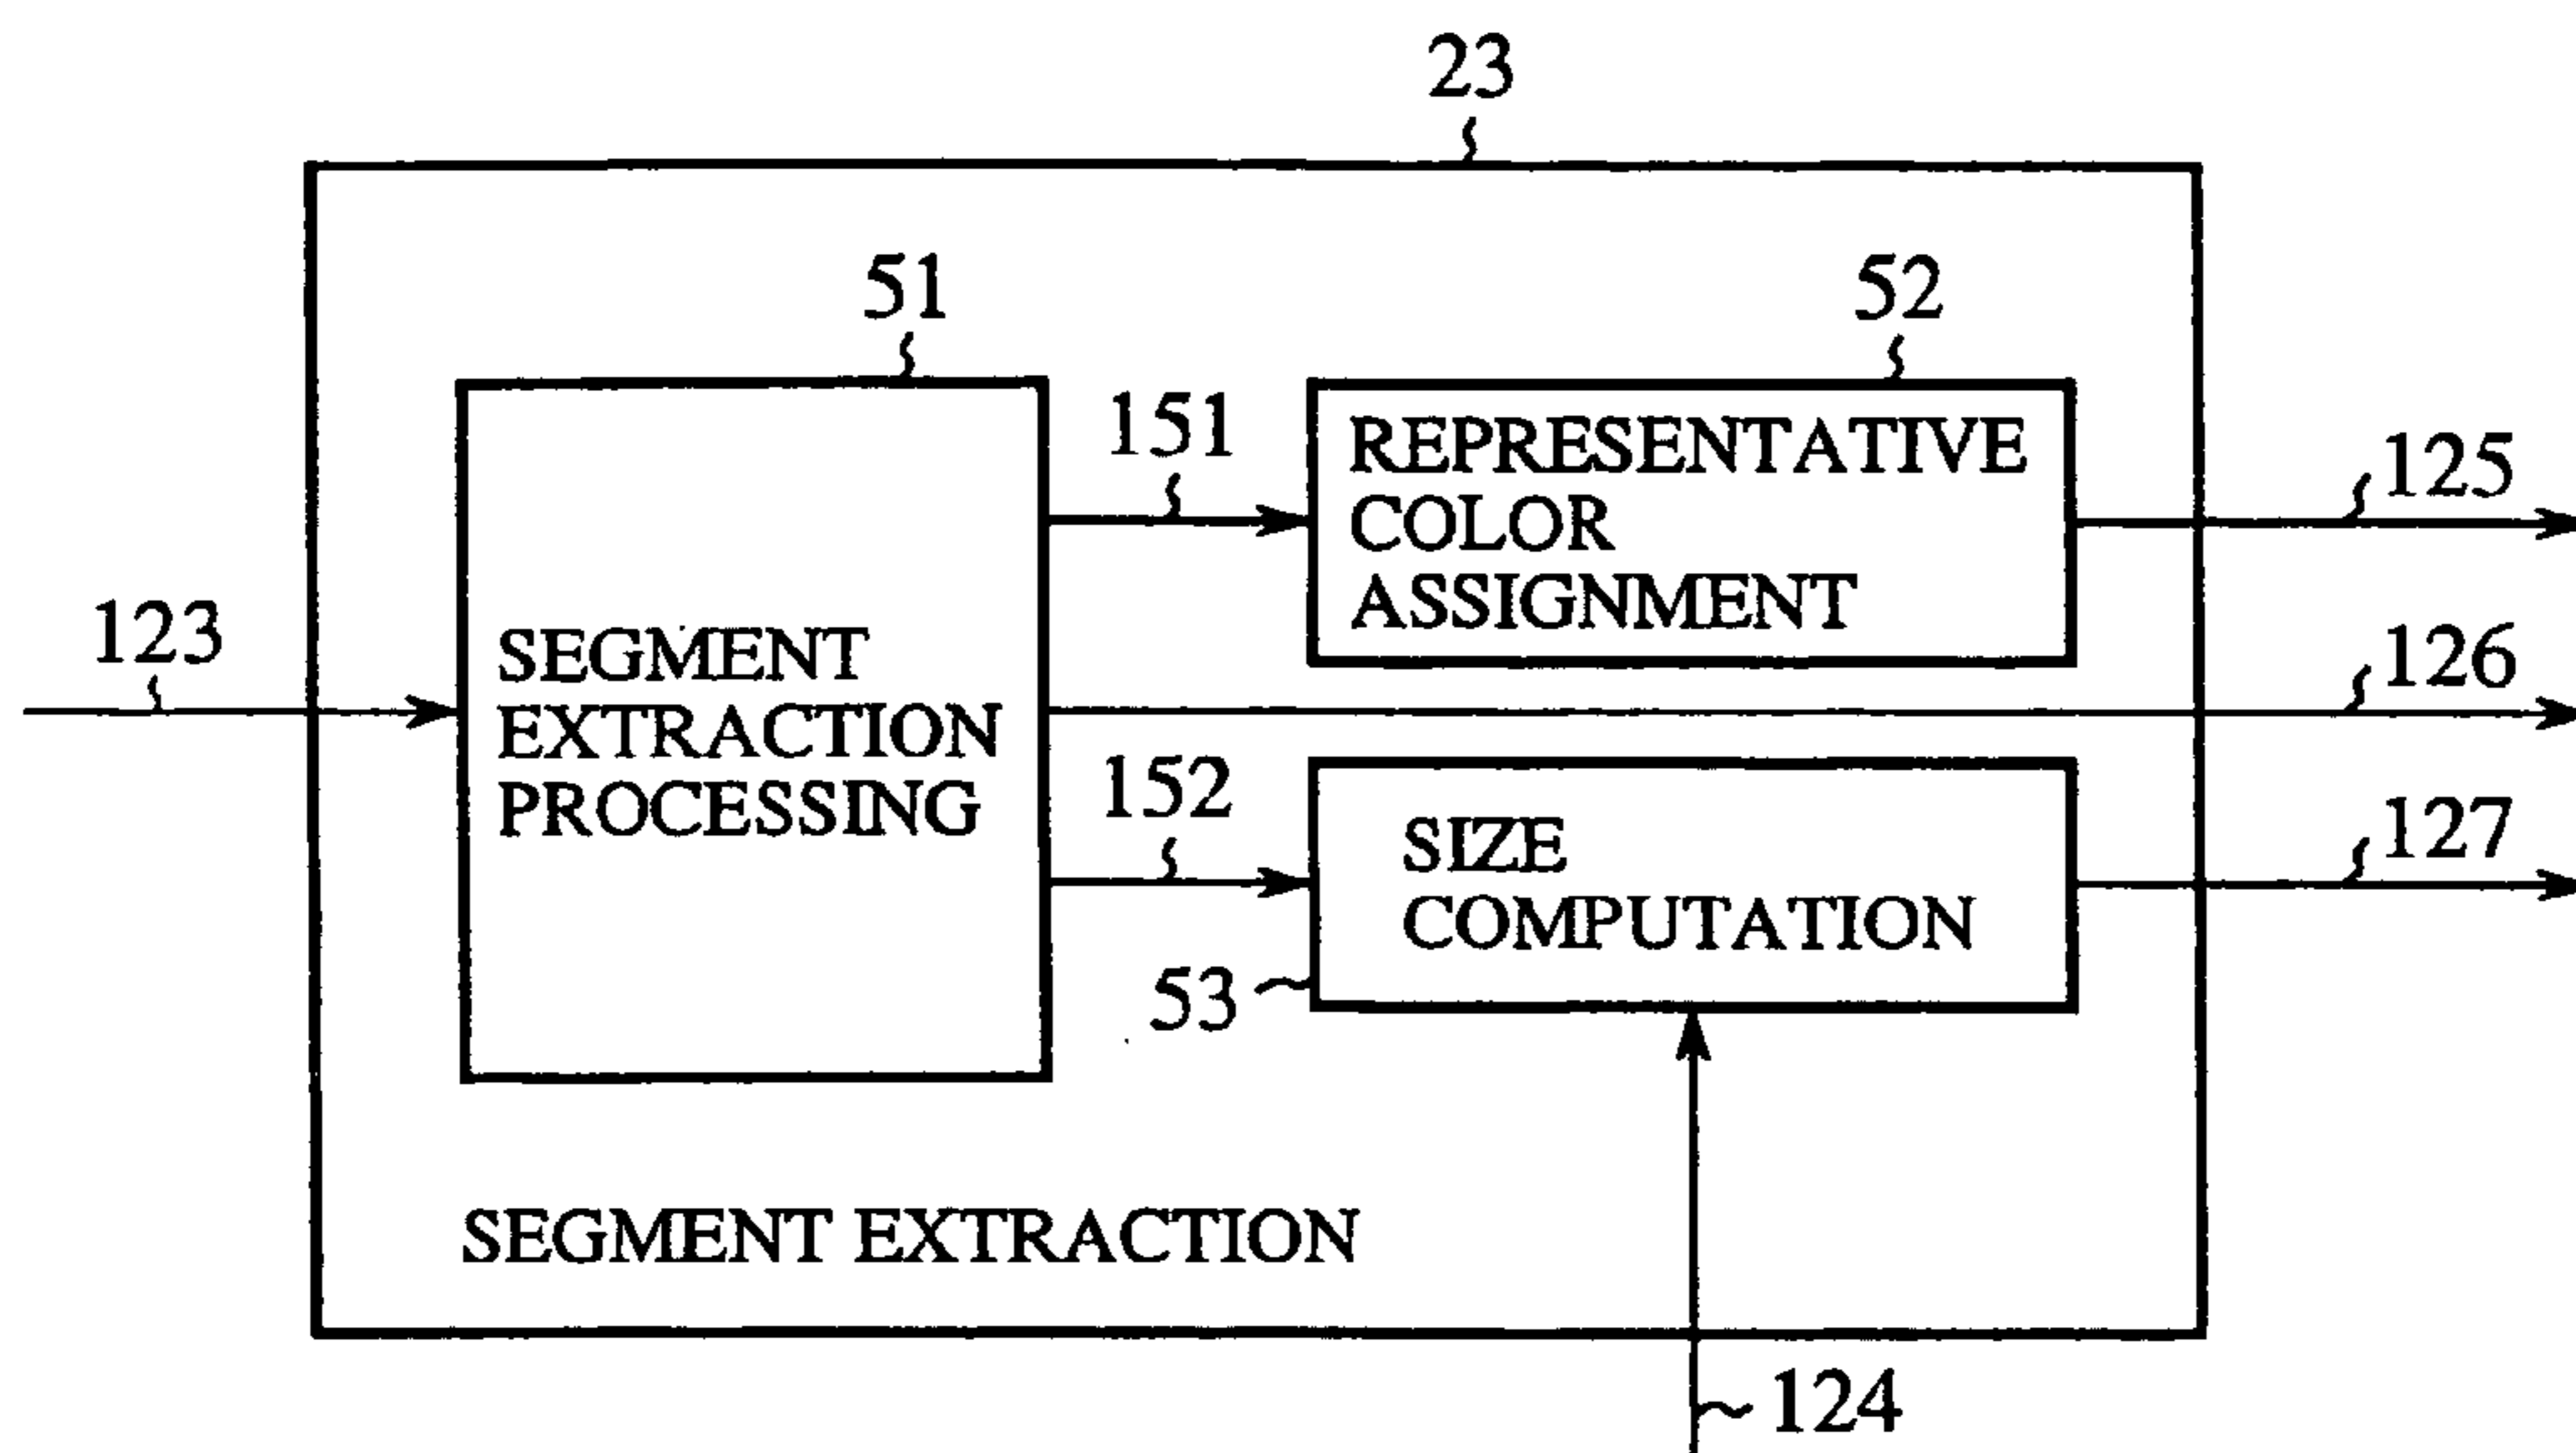 23
51
52
151
REPRESENTATIVE
COLOR
ASSIGNMENT
125
123
SEGMENT
EXTRACTION
PROCESSING
126
152
SIZE
COMPUTATION
127
53
SEGMENT EXTRACTION
124